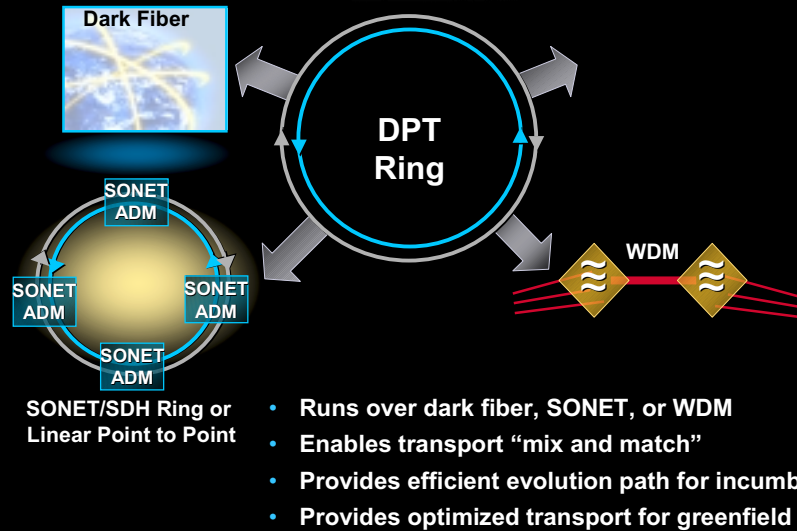 Dark Fiber
DPT
Ring
SONET
ADM
SONET
ADM
SONET
ADM
SONET
ADM
WDM
SONET/SDH Ring or
Linear Point to Point
• Runs over dark fiber, SONET, or WDM
• Enables transport “mix and match”
• Provides efficient evolution path for
• Provides optimized transport for greenfield